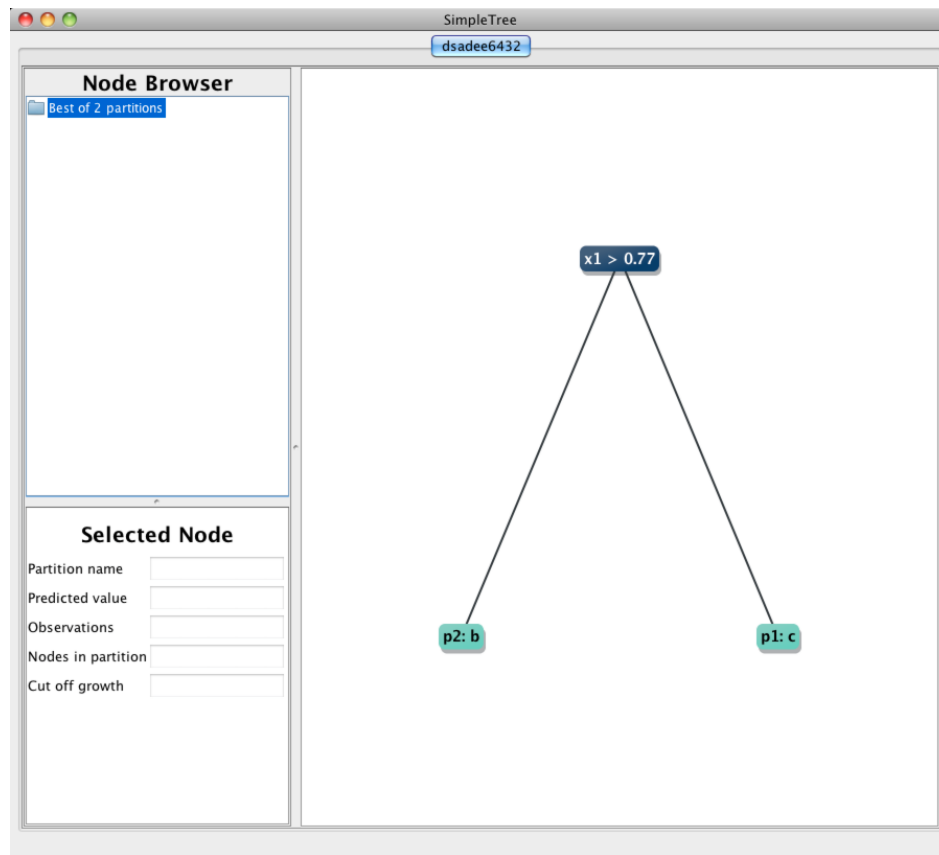 SimpleTree
dsadee6432
Node Browser
Best of 2 partitions
x1 > 0.77
p2: b
p1: c
Selected Node
Partition name
Predicted value
Observations
Nodes in partition
Cut off growth